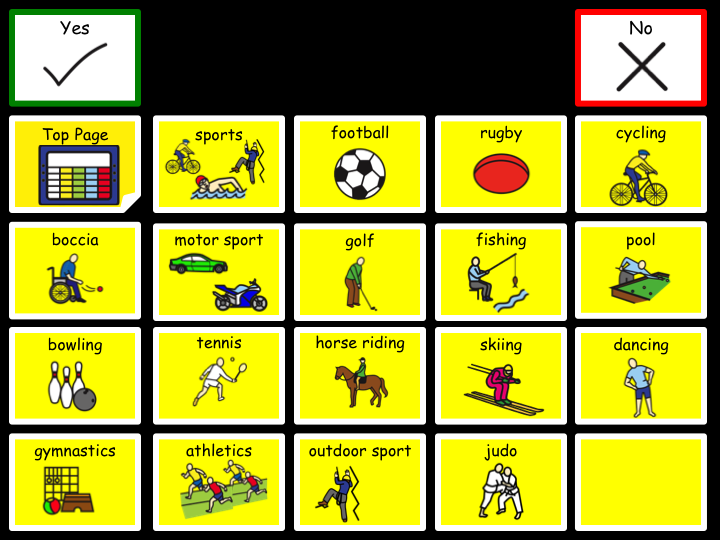 Yes
No
Top Page
sports
football
rugby
cycling
boccia
motor sport
golf
fishing
pool
bowling
tennis
horse riding
skiing
dancing
gymnastics
athletics
outdoor sport
judo